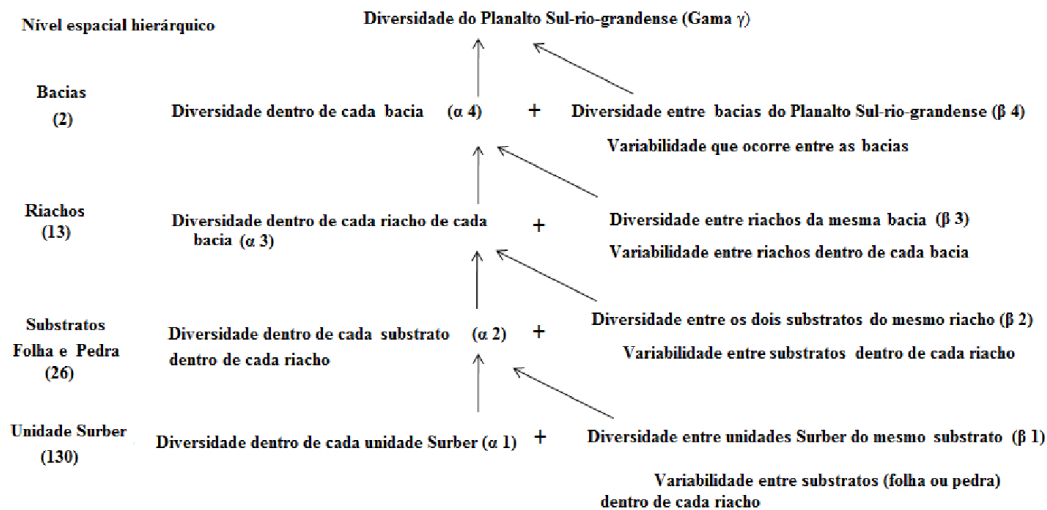 Nível espacial hierárquico
Diversidade do Planalto Sul-rio-grandense (Gama γ)
Bacias
(2)
Diversidade dentro de cada bacia (α 4)
+
Diversidade entre bacias do Planalto Sul-rio-grandense (β 4)
Variabilidade que ocorre entre as bacias
Riachos
(13)
Diversidade dentro de cada riacho de cada
bacia (α 3)
+
Diversidade entre riachos da mesma bacia (β 3)
Variabilidade entre riachos dentro de cada bacia
Substratos
Folha e Pedra
(26)
Diversidade dentro de cada substrato (α 2)
dentro de cada riacho
+
Diversidade entre os dois substratos do mesmo riacho (β 2)
Variabilidade entre substratos dentro de cada riacho
Unidade Surber
(130)
Diversidade dentro de cada unidade Surber (α 1)
+
Diversidade entre unidades Surber do mesmo substrato (β 1)
Variabilidade entre substratos (folha ou pedra)
dentro de cada riacho